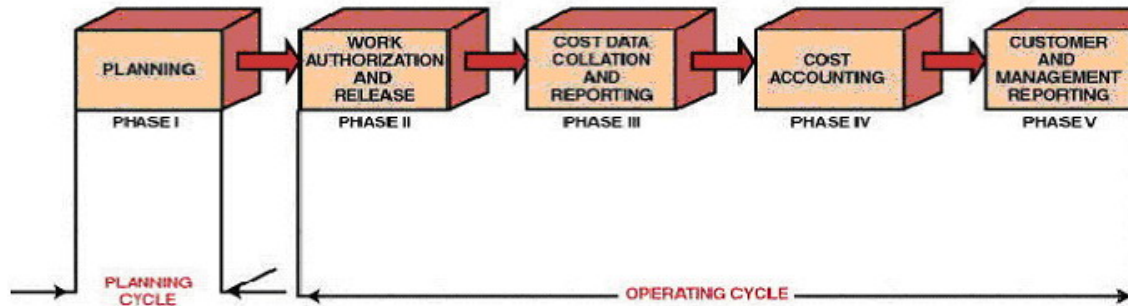 PLANNING
WORK
AUTHORIZATION
AND
RELEASE
COST DATA
COLLATION
AND
REPORTING
COST
ACCOUNTING
CUSTOMER
AND
MANAGEMENT
REPORTING
PHASE I
PHASE II
PHASE III
PHASE IV
PHASE V
PLANNING
CYCLE
OPERATING CYCLE